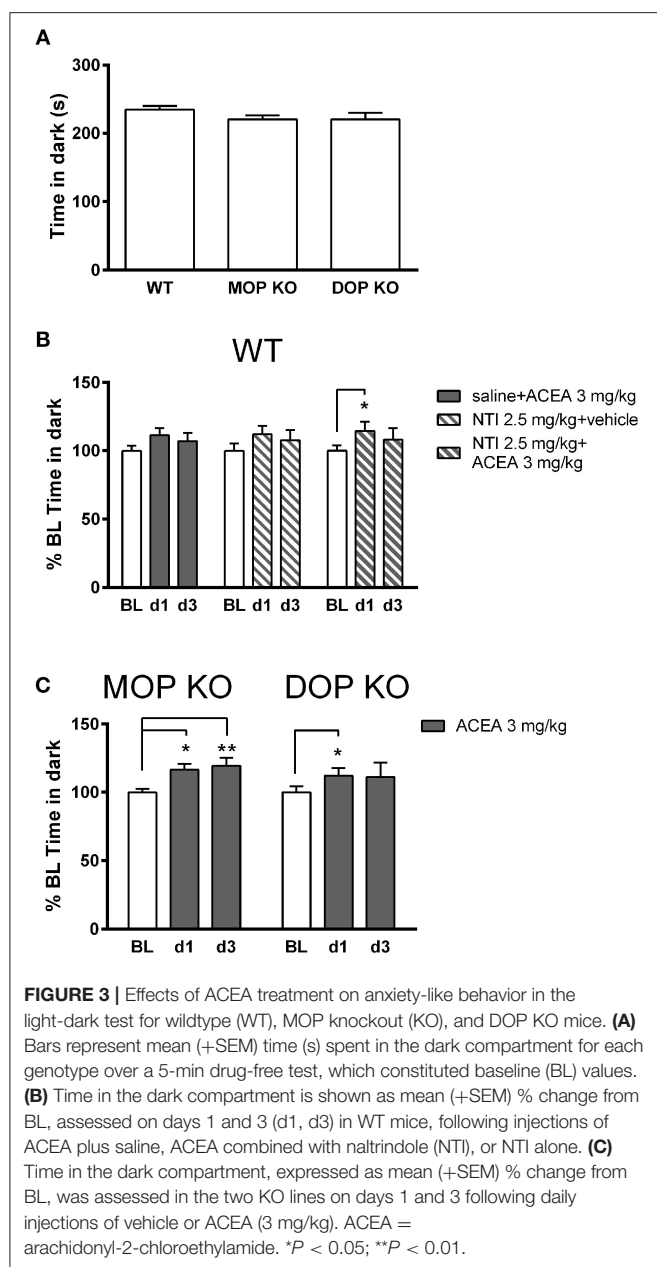 A
300
200
100
0
Time in dark (s)
WT MOP KO DOP KO
B
WT
150
100
50
0
% BL Time in dark
*
BL d1 d3 BL d1 d3 BL d1 d3
saline+ACEA 3 mg/kg
NTI 2.5 mg/kg+vehicle
NTI 2.5 mg/kg+
ACEA 3 mg/kg
C
MOP KO DOP KO
150
100
50
0
% BL Time in dark
* ** *
BL d1 d3 BL d1 d3
ACEA 3 mg/kg
FIGURE 3 | Effects of ACEA treatment on anxiety-like behavior in the
light-dark test for wildtype (WT), MOP knockout (KO), and DOP KO mice. (A)
Bars represent mean (+SEM) time (s) spent in the dark compartment for each
genotype over a 5-min drug-free test, which constituted baseline (BL) values.
(B) Time in the dark compartment is shown as mean (+SEM) % change from
BL, assessed on days 1 and 3 (d1, d3) in WT mice, following injections of
ACEA plus saline, ACEA combined with naltrindole (NTI), or NTI alone. (C)
Time in the dark compartment, expressed as mean (+SEM) % change from
BL, was assessed in the two KO lines on days 1 and 3 following daily
injections of vehicle or ACEA (3 mg/kg). ACEA =
arachidonyl-2-chloroethylamide. *P < 0.05; **P < 0.01.